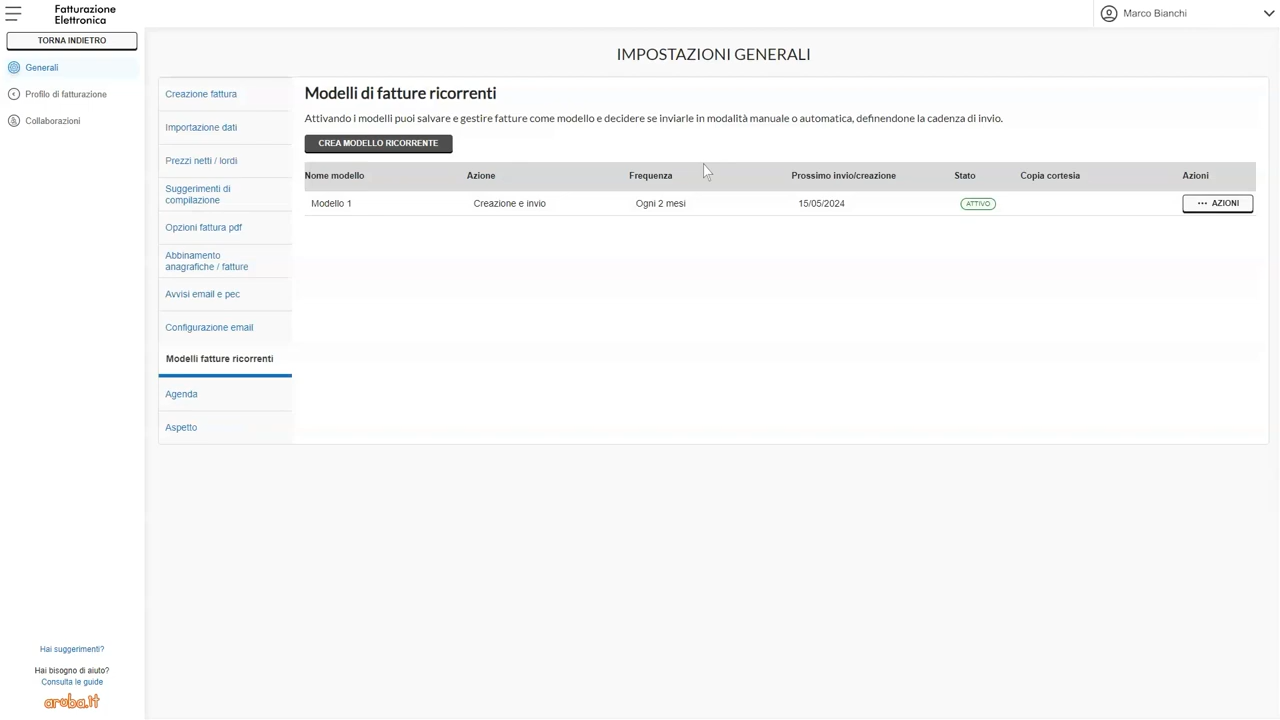 Fatturazione
Elettronica
Marco Bianchi
TORNA INDIETRO
Generali
Profilo di fatturazione
Collaborazioni
IMPOSTAZIONI GENERALI
Creazione fattura
Importazione dati
Prezzi netti / lordi
Suggerimenti di
compilazione
Opzioni fattura pdf
Abbinamento
anagrafiche / fatture
Avvisi email e pec
Configurazione email
Modelli fatture ricorrenti
Agenda
Aspetto
Modelli di fatture ricorrenti
Attivando i modelli puoi salvare e gestire fatture come modello e decidere se inviarle in modalità manuale o automatica, definendone la cadenza di invio.
CREA MODELLO RICORRENTE
Nome modello Azione Frequenza Prossimo invio/creazione Stato Copia cortesia Azioni
Modello 1 Creazione e invio Ogni 2 mesi 15/05/2024 ATTIVO ··· AZIONI
Hai suggerimenti?
Hai bisogno di aiuto?
Consulta le guide
aruba.it